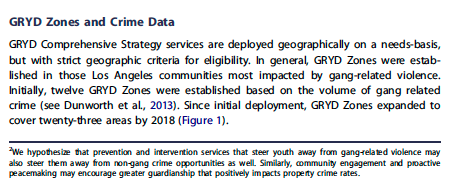 GRYD Zones and Crime Data
GRYD Comprehensive Strategy services are deployed geographically on a needs-basis,
but with strict geographic criteria for eligibility. In general, GRYD Zones were estab-
lished in those Los Angeles communities most impacted by gang-related violence.
Initially, twelve GRYD Zones were established based on the volume of gang related
crime (see Dunworth et al., 2013). Since initial deployment, GRYD Zones expanded to
cover twenty-three areas by 2018 (Figure 1).
²We hypothesize that prevention and intervention services that steer youth away from gang-related violence may
also steer them away from non-gang crime opportunities as well. Similarly, community engagement and proactive
peacemaking may encourage greater guardianship that positively impacts property crime rates.